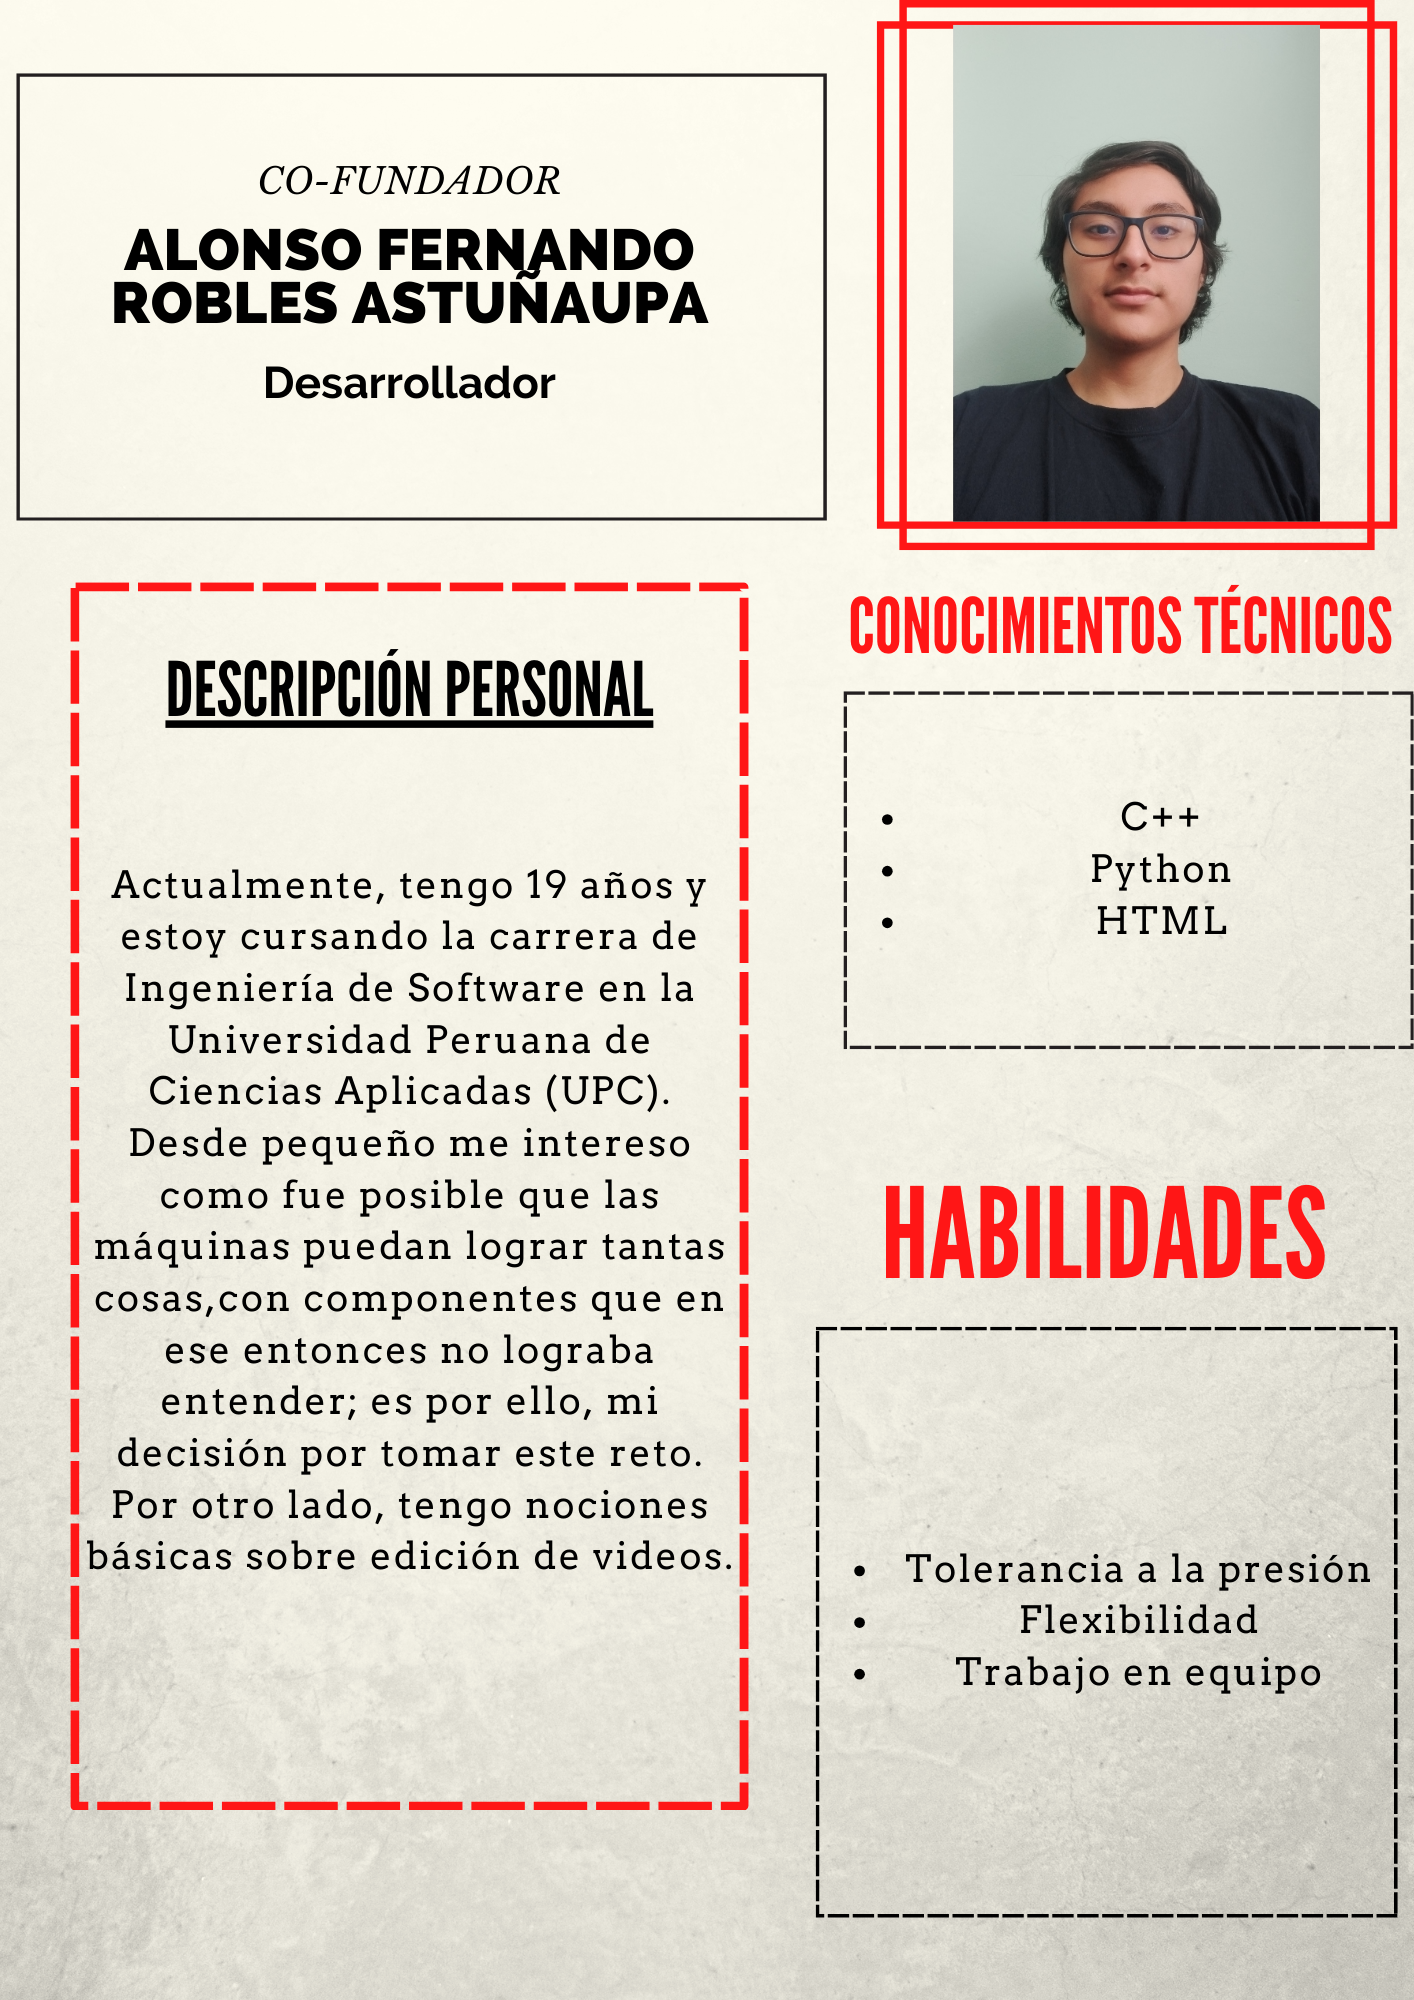 CO-FUNDADOR
ALONSO FERNANDO
ROBLES ASTUÑAUPA
Desarrollador
DESCRIPCIÓN PERSONAL
Actualmente, tengo 19 años y
estoy cursando la carrera de
Ingeniería de Software en la
Universidad Peruana de
Ciencias Aplicadas (UPC).
Desde pequeño me intereso
como fue posible que las
máquinas puedan lograr tantas
cosas,con componentes que en
ese entonces no lograba
entender; es por ello, mi
decisión por tomar este reto.
Por otro lado, tengo nociones
básicas sobre edición de videos.
CONOCIMIENTOS TÉCNICOS
• C++
• Python
• HTML
HABILIDADES
• Tolerancia a la presión
• Flexibilidad
• Trabajo en equipo